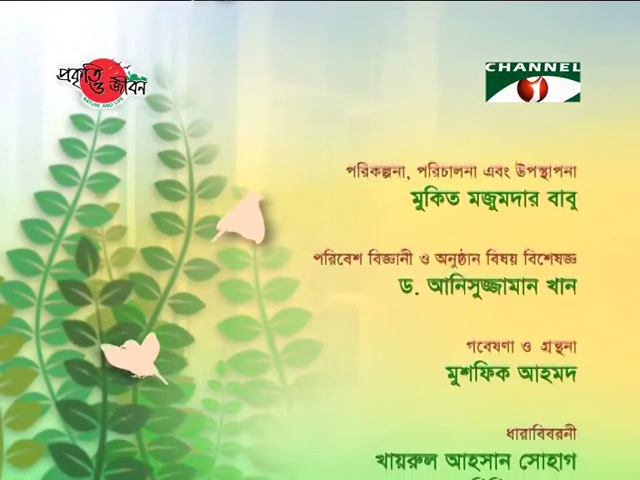 প্রকৃতি ও জীবন
NATURE AND LIFE
CHANNEL
পরিকল্পনা, পরিচালনা এবং উপস্থাপনা
মুকিত মজুমদার বাবু
পরিবেশ বিজ্ঞানী ও অনুষ্ঠান বিষয় বিশেষজ্ঞ
ড. আনিসুজ্জামান খান
গবেষণা ও গ্রন্থনা
মুশফিক আহমদ
ধারাবিবরনী
খায়রুল আহসান সোহাগ